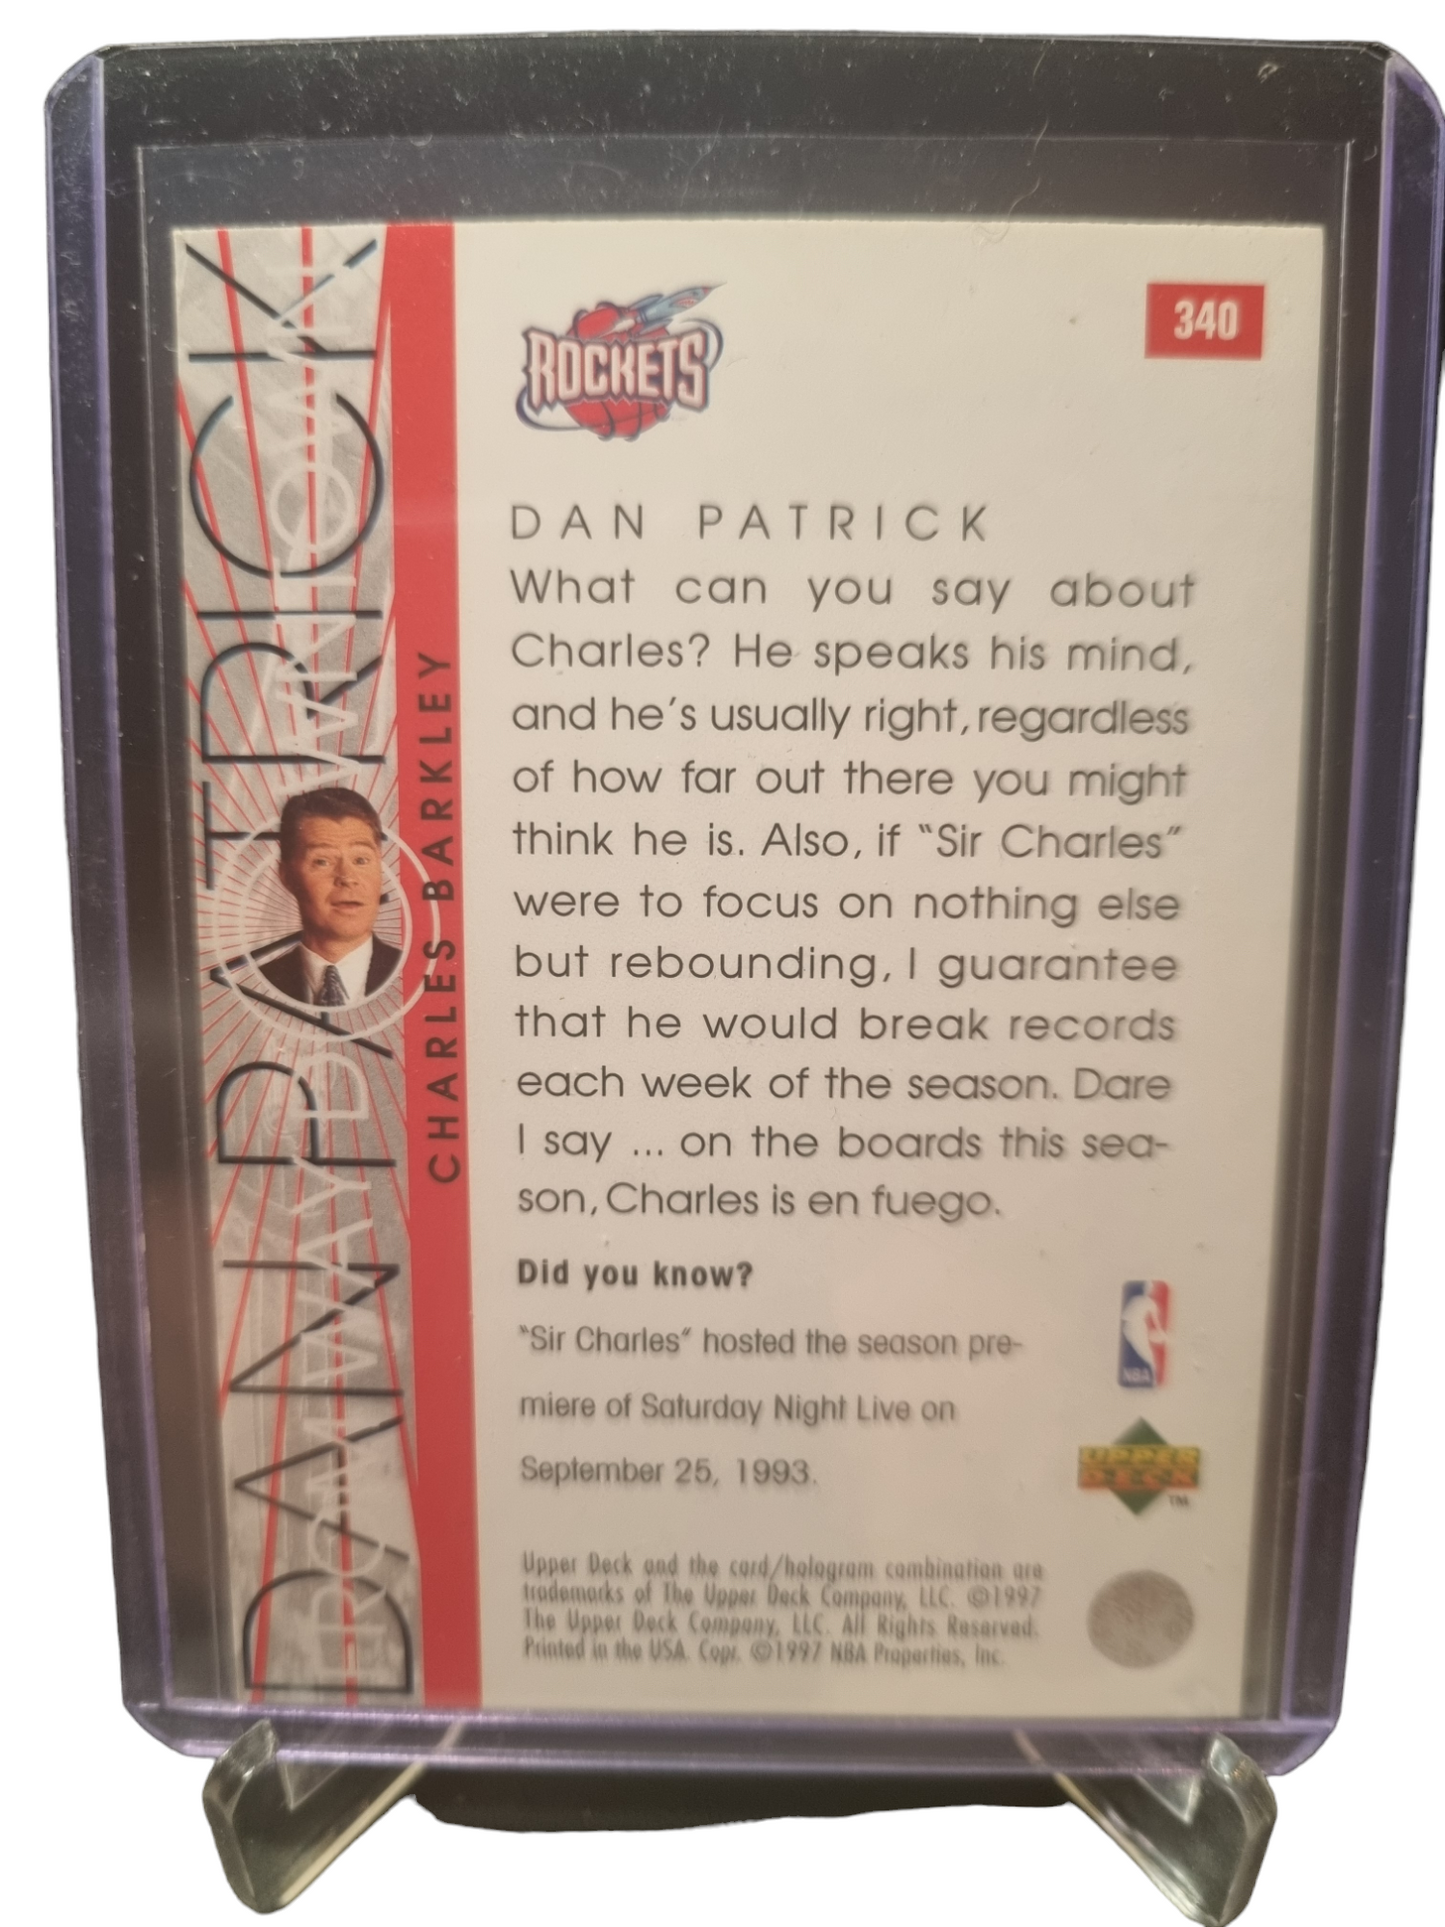 ROCKETS
340
DAN PATRICK
CHARLES BARKLEY
DAN PATRICK
What can you say about
Charles? He speaks his mind,
and he's usually right, regardless
of how far out there you might
think he is. Also, if "Sir Charles"
were to focus on nothing else
but rebounding, I guarantee
that he would break records
each week of the season. Dare
I say ... on the boards this sea-
son, Charles is en fuego.
Did you know?
"Sir Charles" hosted the season pre-
miere of Saturday Night Live on
September 25, 1993.
NBA
UPPER
DECK
TM
Upper Deck and the card/hologram combination are
trademarks of The Upper Deck Company, LLC. ©1997
The Upper Deck Company, LLC. All Rights Reserved.
Printed in the USA. Copr. ©1997 NBA Properties, Inc.